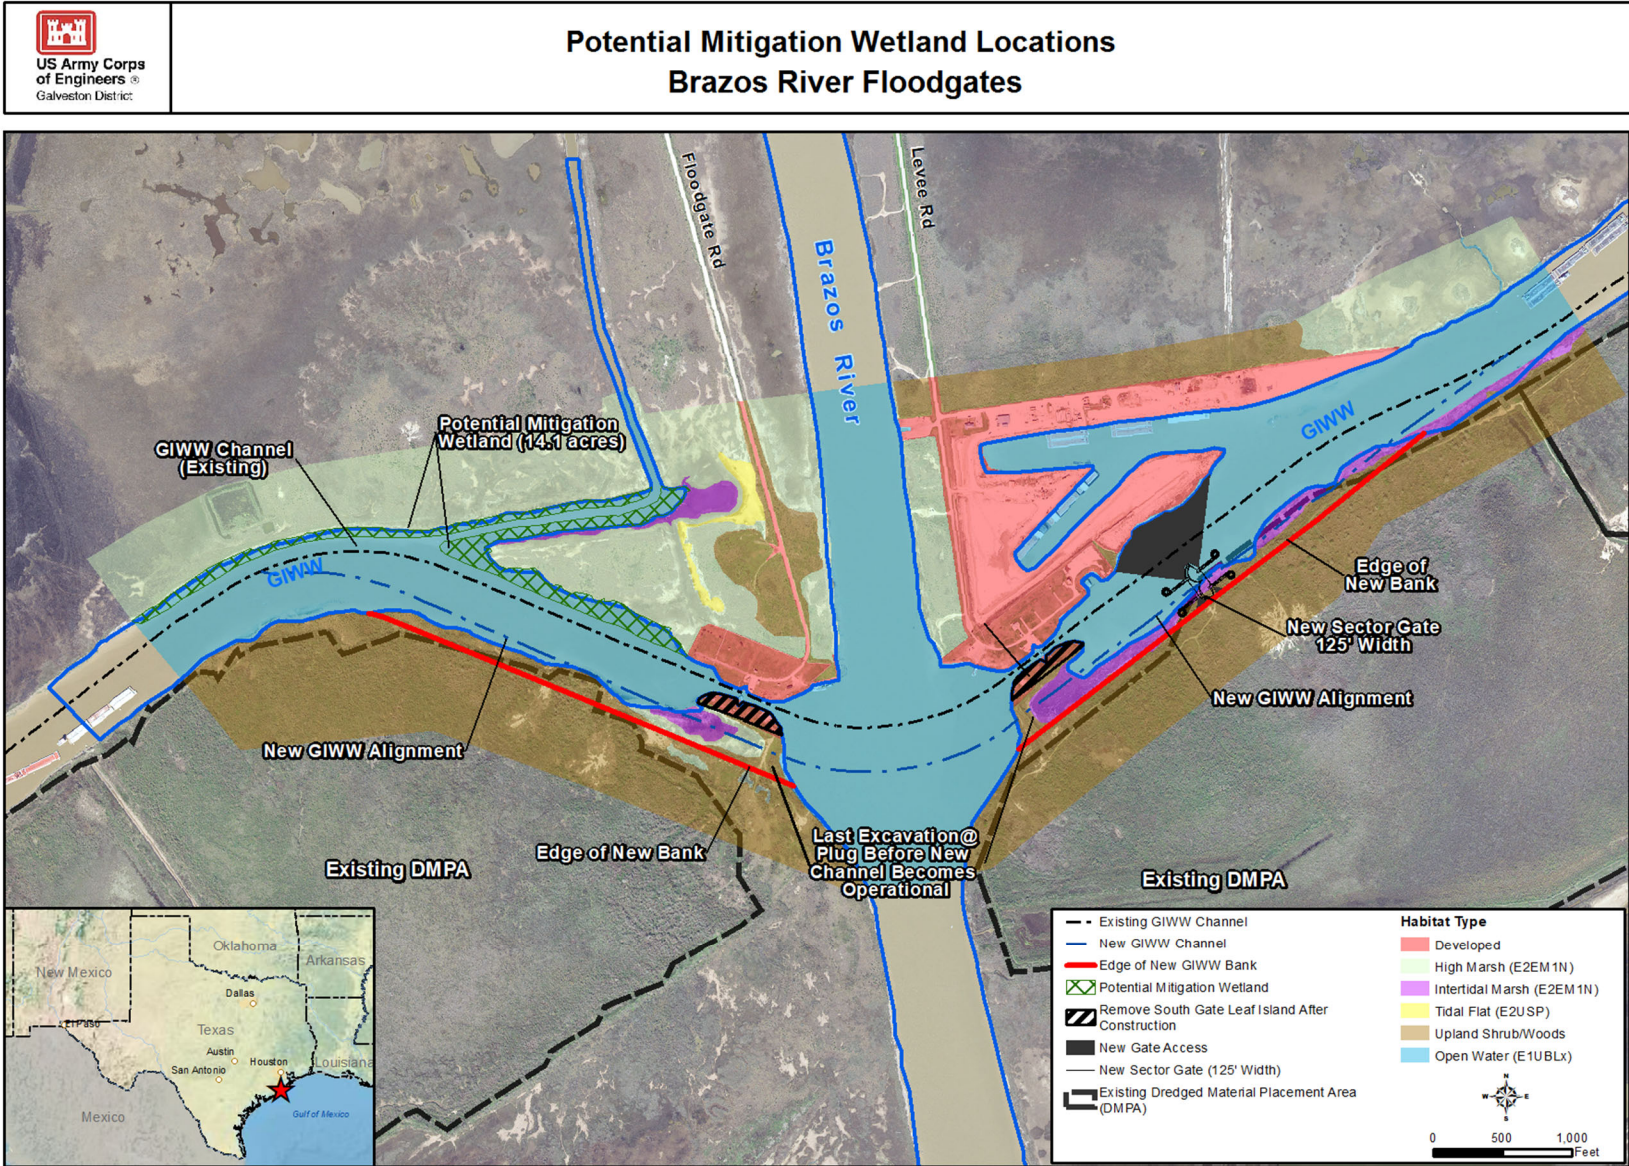 US Army Corps
of Engineers ®
Galveston District
Potential Mitigation Wetland Locations
Brazos River Floodgates
Floodgate Rd
Levee Rd
Brazos River
GIWW
Potential Mitigation
Wetland (14.1 acres)
GIWW Channel
(Existing)
GIWW
Edge of
New Bank
New Sector Gate
125' Width
New GIWW Alignment
New GIWW Alignment
Edge of New Bank
Last Excavation@
Plug Before New
Channel Becomes
Operational
Existing DMPA
Existing DMPA
Oklahoma
Arkansas
New Mexico
Dallas
El Paso
Texas
Austin
Houston
San Antonio
Louisiana
Mexico
Gulf of Mexico
Existing GIWW Channel
New GIWW Channel
Edge of New GIWW Bank
Potential Mitigation Wetland
Remove South Gate Leaf Island After
Construction
New Gate Access
New Sector Gate (125' Width)
Existing Dredged Material Placement Area
(DMPA)
Habitat Type
Developed
High Marsh (E2EM1N)
Intertidal Marsh (E2EM1N)
Tidal Flat (E2USP)
Upland Shrub/Woods
Open Water (E1UBLx)
N
W E
S
0 500 1,000
Feet